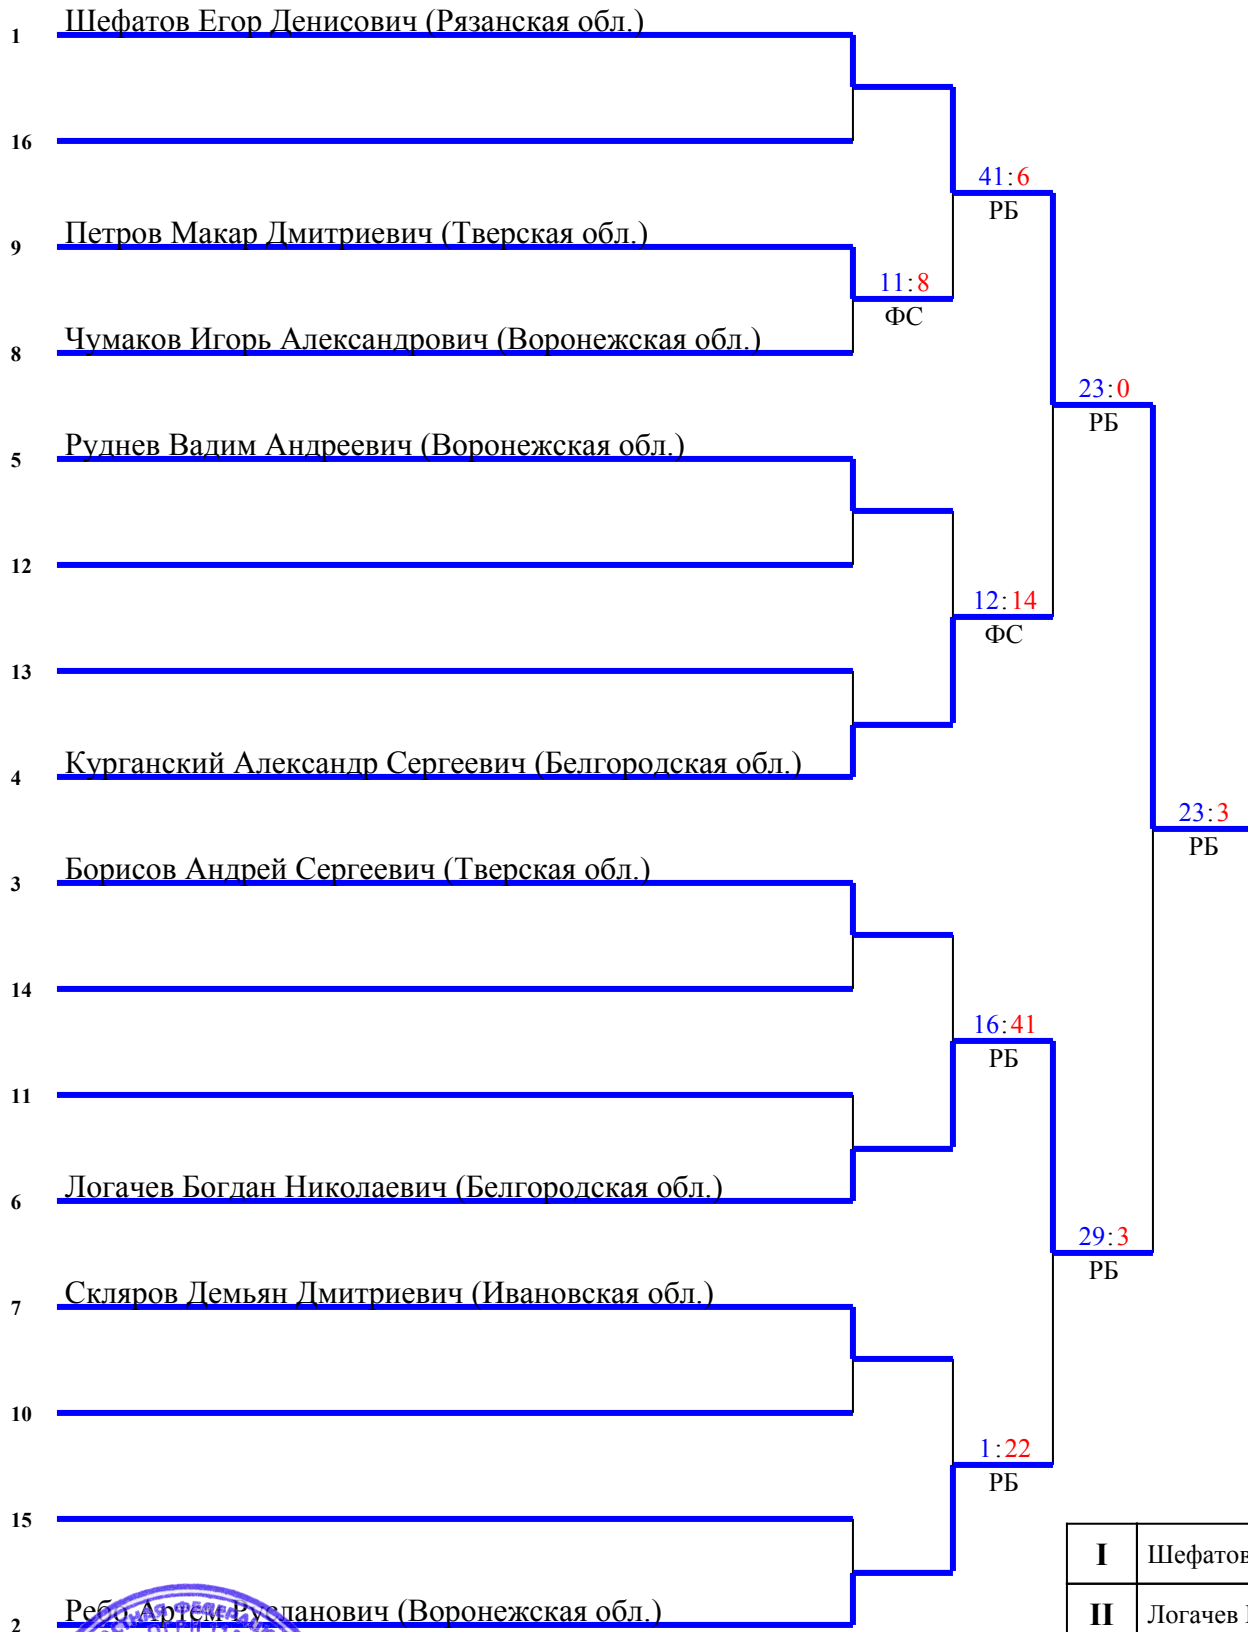 Шефатов Егор Денисович (Рязанская обл.)
1
16
41:6
РБ
Петров Макар Дмитриевич (Тверская обл.)
9
11:8
ФС
Чумаков Игорь Александрович (Воронежская обл.)
8
23:0
РБ
Руднев Вадим Андреевич (Воронежская обл.)
5
12
12:14
ФС
13
Курганский Александр Сергеевич (Белгородская обл.)
4
23:3
РБ
Борисов Андрей Сергеевич (Тверская обл.)
3
14
16:41
РБ
11
Логачев Богдан Николаевич (Белгородская обл.)
6
29:3
РБ
Скляров Демьян Дмитриевич (Ивановская обл.)
7
10
1:22
РБ
15
I Шефатов
II Логачев
Ребо Артем Русланович (Воронежская обл.)
2